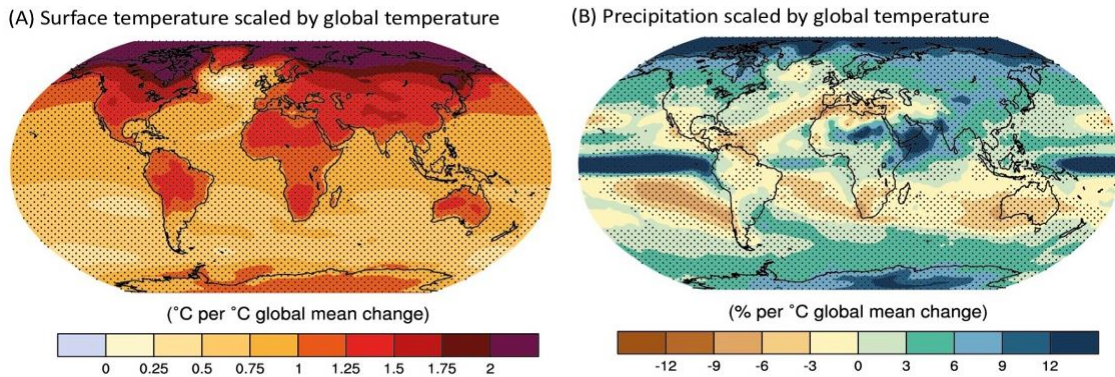 (A) Surface temperature scaled by global temperature
(B) Precipitation scaled by global temperature
(°C per °C global mean change)
0 0.25 0.5 0.75 1 1.25 1.5 1.75 2
(% per °C global mean change)
-12 -9 -6 -3 0 3 6 9 12